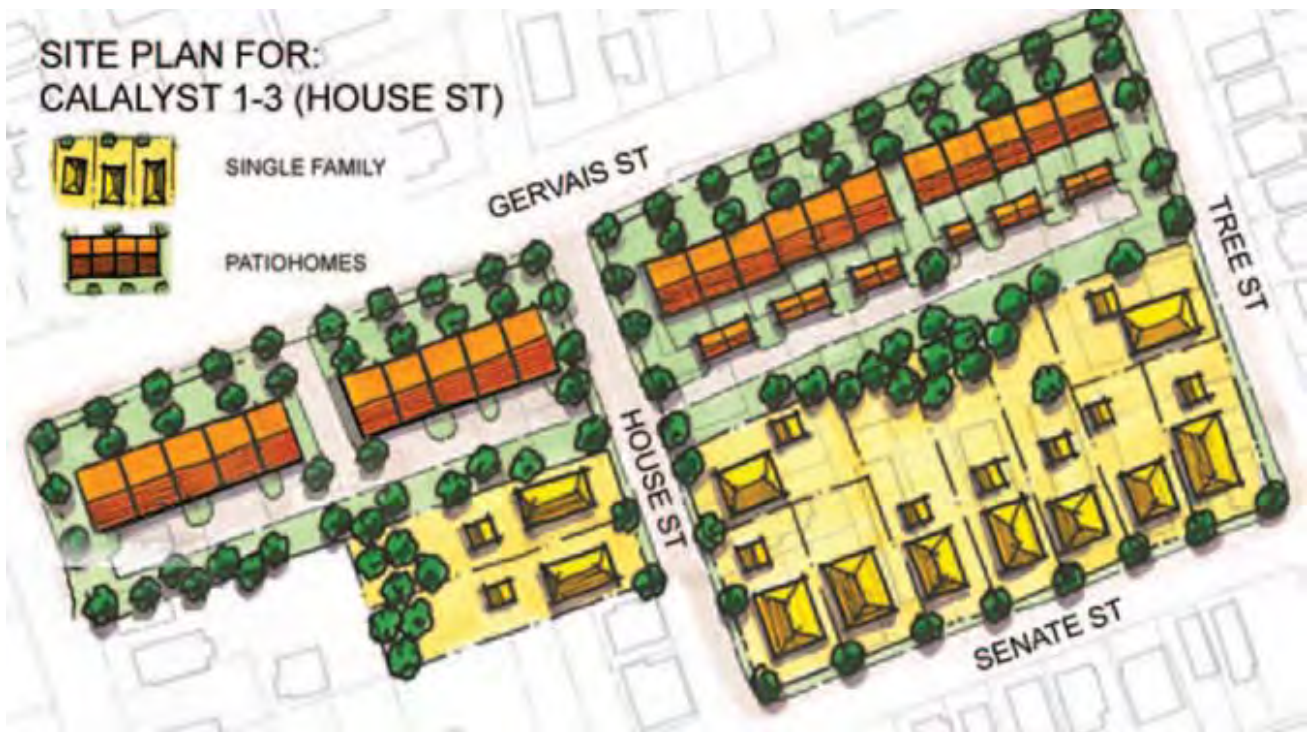 SITE PLAN FOR:
CALALYST 1-3 (HOUSE ST)
SINGLE FAMILY
PATIOHOMES
GERVAIS ST
TREE ST
HOUSE ST
SENATE ST